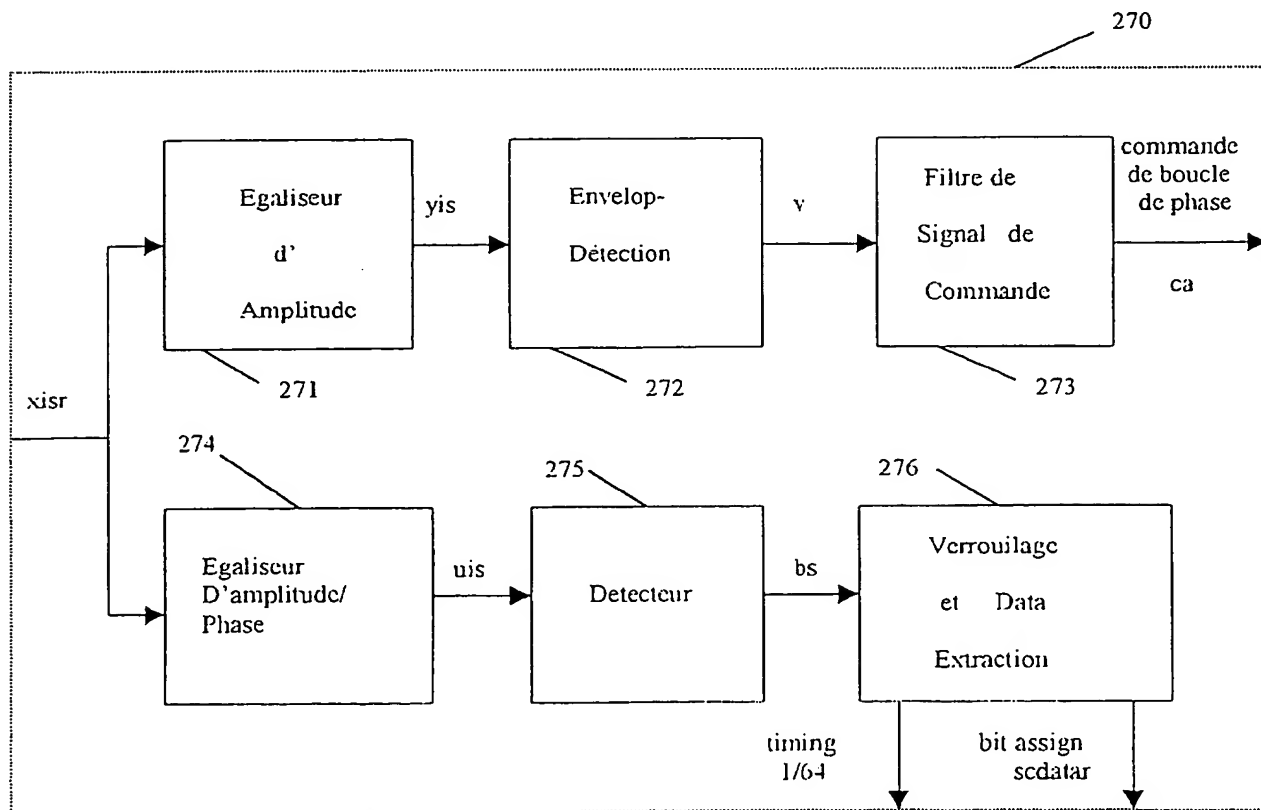 270
Egaliseur
d'
Amplitude
yis
Envelop-
Détection
v
Filtre de
Signal de
Commande
commande
de boucle
de phase
ca
271
272
273
xisr
274
275
276
Egaliseur
D'amplitude/
Phase
uis
Detecteur
bs
Verrouilage
et Data
Extraction
timing
1/64
bit assign
scdatar